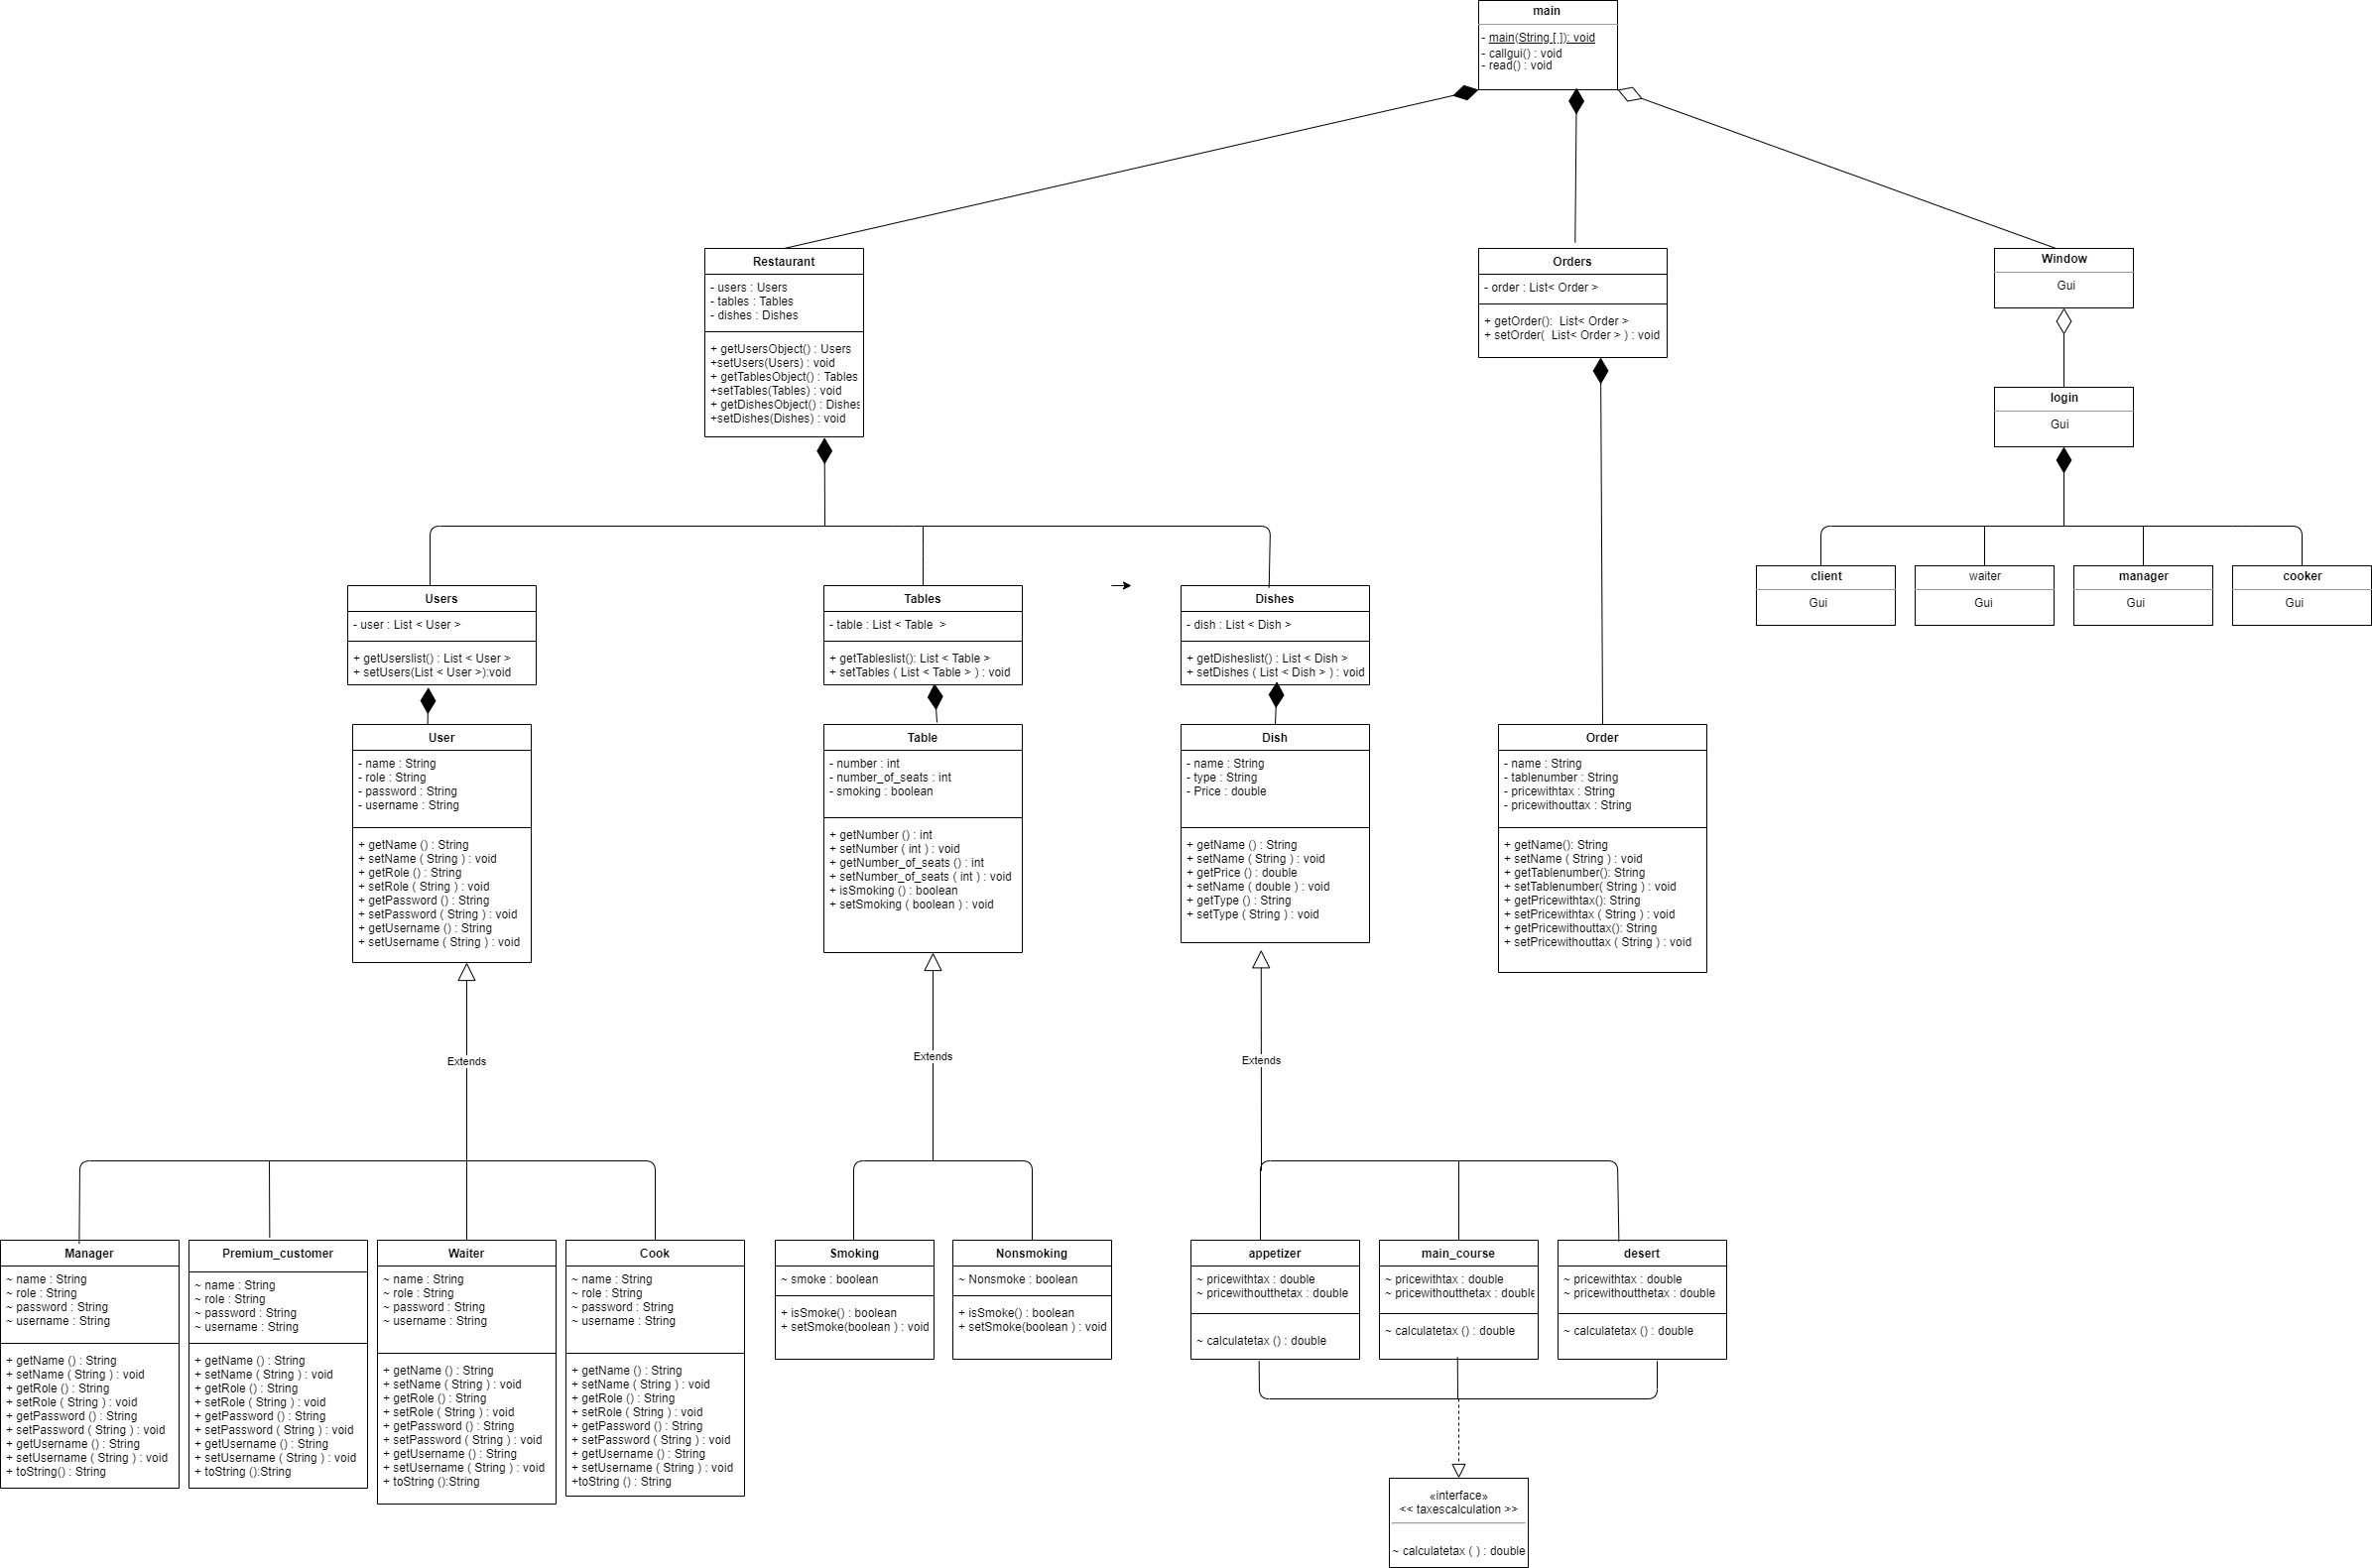 main
- main(String [ ]): void
- callgui() : void
- read() : void
Restaurant
- users : Users
- tables : Tables
- dishes : Dishes
+ getUsersObject() : Users
+setUsers(Users) : void
+ getTablesObject() : Tables
+setTables(Tables) : void
+ getDishesObject() : Dishes
+setDishes(Dishes) : void
Orders
- order : List< Order >
+ getOrder():  List< Order >
+ setOrder(  List< Order > ) : void
Window
Gui
login
Gui
client
Gui
waiter
Gui
manager
Gui
cooker
Gui
Users
- user : List < User >
+ getUserslist() : List < User >
+ setUsers(List < User >):void
Tables
- table : List < Table  >
+ getTableslist(): List < Table >
+ setTables ( List < Table > ) : void
Dishes
- dish : List < Dish >
+ getDisheslist() : List < Dish >
+ setDishes ( List < Dish > ) : void
User
- name : String
- role : String
- password : String
- username : String
+ getName () : String
+ setName ( String ) : void
+ getRole () : String
+ setRole ( String ) : void
+ getPassword () : String
+ setPassword ( String ) : void
+ getUsername () : String
+ setUsername ( String ) : void
Table
- number : int
- number_of_seats : int
- smoking : boolean
+ getNumber () : int
+ setNumber ( int ) : void
+ getNumber_of_seats () : int
+ setNumber_of_seats ( int ) : void
+ isSmoking () : boolean
+ setSmoking ( boolean ) : void
Dish
- name : String
- type : String
- Price : double
+ getName () : String
+ setName ( String ) : void
+ getPrice () : double
+ setName ( double ) : void
+ getType () : String
+ setType ( String ) : void
Order
- name : String
- tablenumber : String
- pricewithtax : String
- pricewithouttax : String
+ getName(): String
+ setName ( String ) : void
+ getTablenumber(): String
+ setTablenumber( String ) : void
+ getPricewithtax(): String
+ setPricewithtax ( String ) : void
+ getPricewithouttax(): String
+ setPricewithouttax ( String ) : void
Extends
Extends
Extends
Manager
~ name : String
~ role : String
~ password : String
~ username : String
+ getName () : String
+ setName ( String ) : void
+ getRole () : String
+ setRole ( String ) : void
+ getPassword () : String
+ setPassword ( String ) : void
+ getUsername () : String
+ setUsername ( String ) : void
+ toString() : String
Premium_customer
~ name : String
~ role : String
~ password : String
~ username : String
+ getName () : String
+ setName ( String ) : void
+ getRole () : String
+ setRole ( String ) : void
+ getPassword () : String
+ setPassword ( String ) : void
+ getUsername () : String
+ setUsername ( String ) : void
+ toString ():String
Waiter
~ name : String
~ role : String
~ password : String
~ username : String
+ getName () : String
+ setName ( String ) : void
+ getRole () : String
+ setRole ( String ) : void
+ getPassword () : String
+ setPassword ( String ) : void
+ getUsername () : String
+ setUsername ( String ) : void
+ toString ():String
Cook
~ name : String
~ role : String
~ password : String
~ username : String
+ getName () : String
+ setName ( String ) : void
+ getRole () : String
+ setRole ( String ) : void
+ getPassword () : String
+ setPassword ( String ) : void
+ getUsername () : String
+ setUsername ( String ) : void
+toString () : String
Smoking
~ smoke : boolean
+ isSmoke() : boolean
+ setSmoke(boolean ) : void
Nonsmoking
~ Nonsmoke : boolean
+ isSmoke() : boolean
+ setSmoke(boolean ) : void
appetizer
~ pricewithtax : double
~ pricewithoutthetax : double
~ calculatetax () : double
main_course
~ pricewithtax : double
~ pricewithoutthetax : double
~ calculatetax () : double
desert
~ pricewithtax : double
~ pricewithoutthetax : double
~ calculatetax () : double
«interface»
<< taxescalculation >>
~ calculatetax ( ) : double